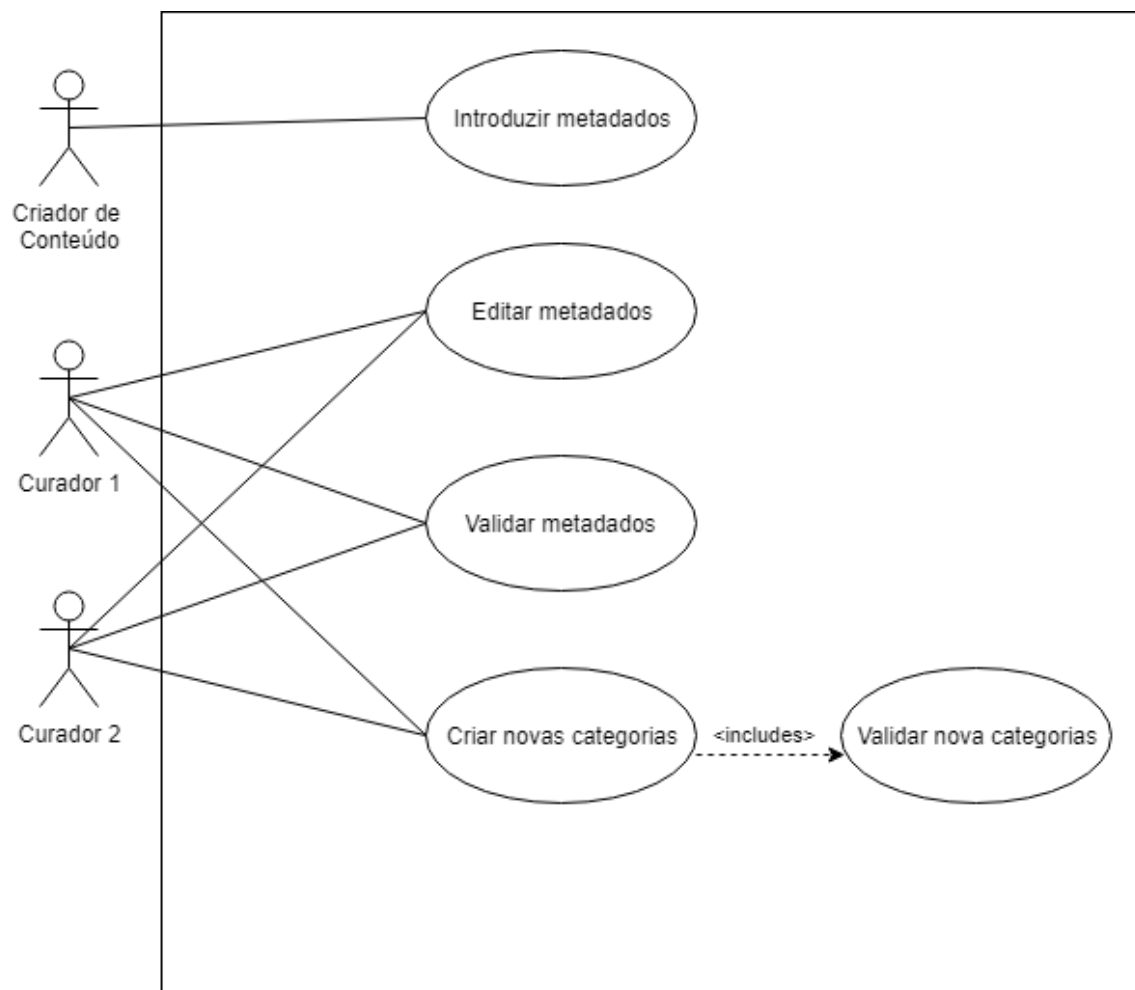 Introduzir metadados
Criador de
Conteúdo
Editar metadados
Curador 1
Validar metadados
Curador 2
Criar novas categorias
<includes>
Validar nova categorias